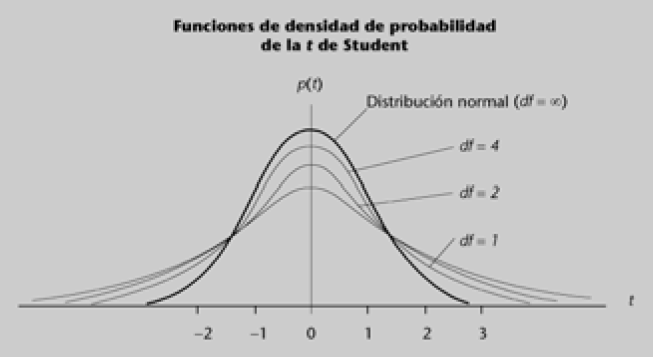 Funciones de densidad de probabilidad
de la t de Student
p(t)
Distribución normal (df = ∞)
df = 4
df = 2
df = 1
t
−2 −1 0 1 2 3